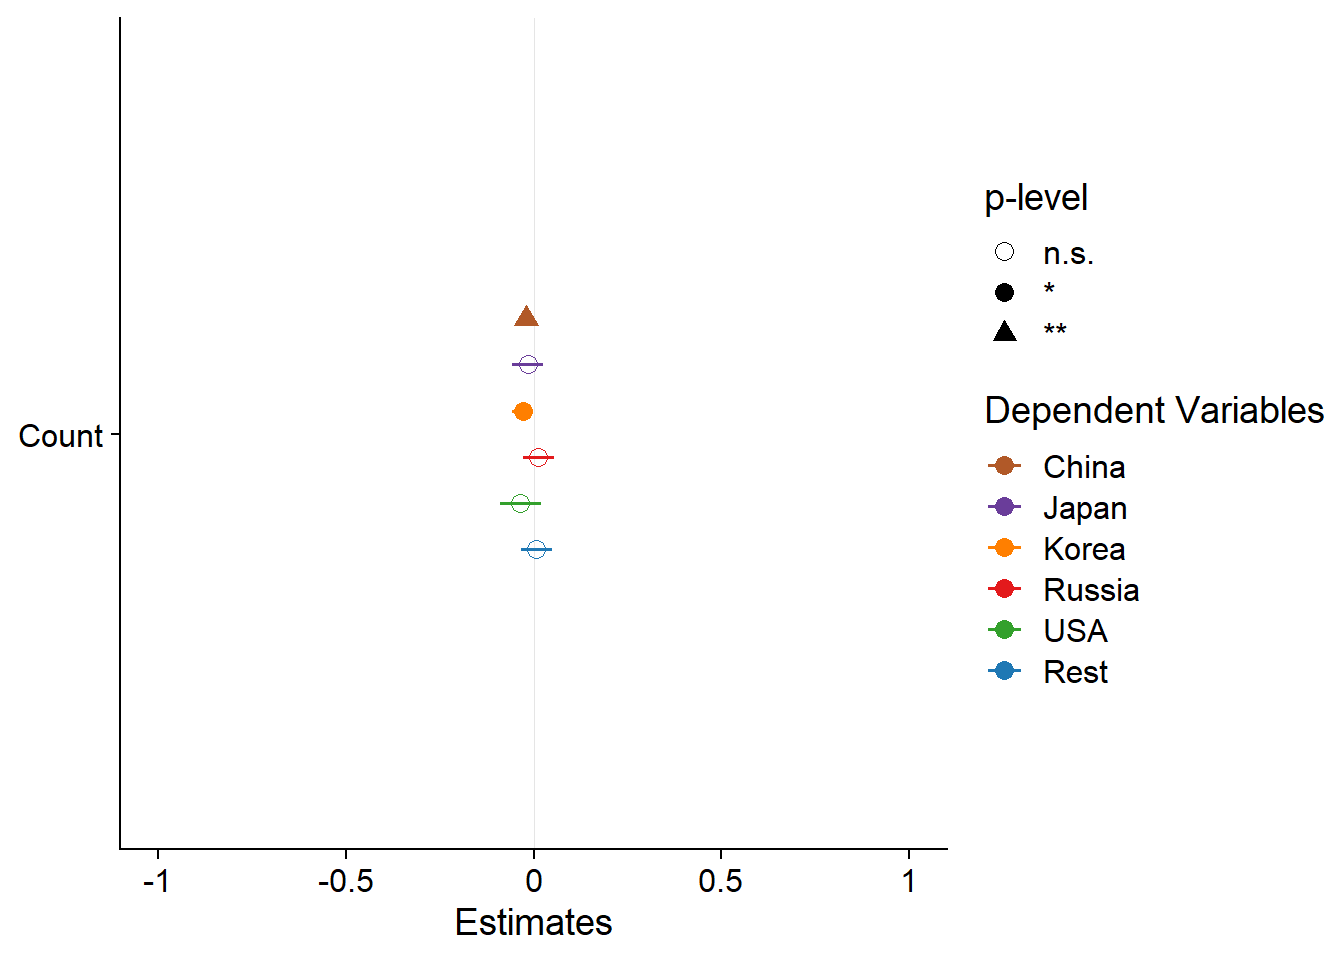 p-level
n.s.
*
**
Dependent Variables
China
Japan
Korea
Russia
USA
Rest
Count
-1 -0.5 0 0.5 1
Estimates